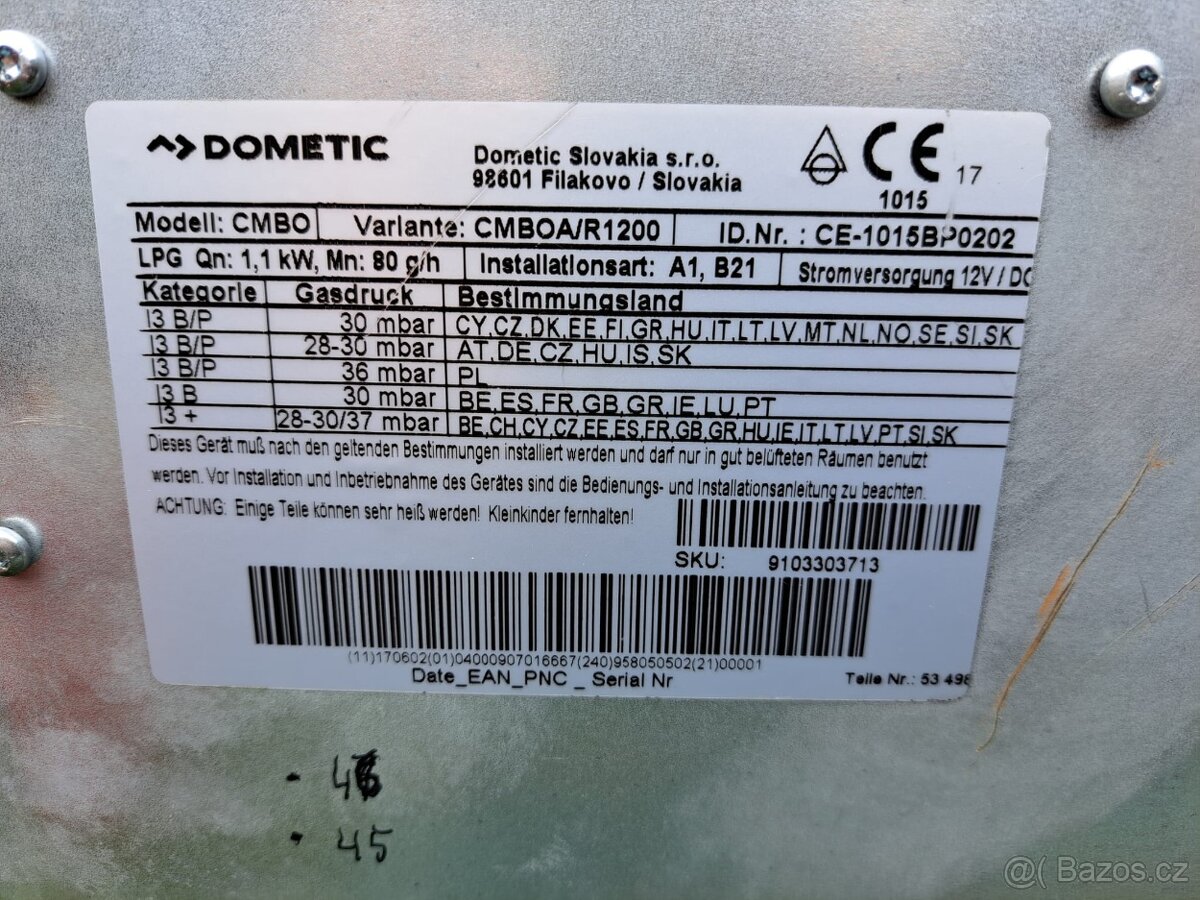 DOMETIC
Dometic Slovakia s.r.o.
98601 Filakovo / Slovakia
CE 17
1015
Modell: CMBO Variante: CMBOA/R1200 ID.Nr. : CE-1015BP0202
LPG Qn: 1,1 kW, Mn: 80 g/h Installationsart: A1, B21 Stromversorgung 12V / DC
Kategorie Gasdruck Bestimmungsland
I3 B/P 30 mbar CY,CZ,DK,EE,FI,GR,HU,IT,LT,LV,MT,NL,NO,SE,SI,SK
I3 B/P 28-30 mbar AT,DE,CZ,HU,IS,SK
I3 B/P 36 mbar PL
I3 B 30 mbar BE,ES,FR,GB,GR,IE,LU,PT
I3 + 28-30/37 mbar BE,CH,CY,CZ,EE,ES,FR,GB,GR,HU,IE,IT,LT,LV,PT,SI,SK
Dieses Gerät muß nach den geltenden Bestimmungen installiert werden und darf nur in gut belüfteten Räumen benutzt
werden. Vor Installation und Inbetriebnahme des Gerätes sind die Bedienungs- und Installationsanleitung zu beachten.
ACHTUNG: Einige Teile können sehr heiß werden! Kleinkinder fernhalten!
SKU: 9103303713
(11)170602(01)04000907016667(240)958050502(21)00001
Date_EAN_PNC _ Serial Nr
Teile Nr.: 53 498
• 45
@( Bazos.cz